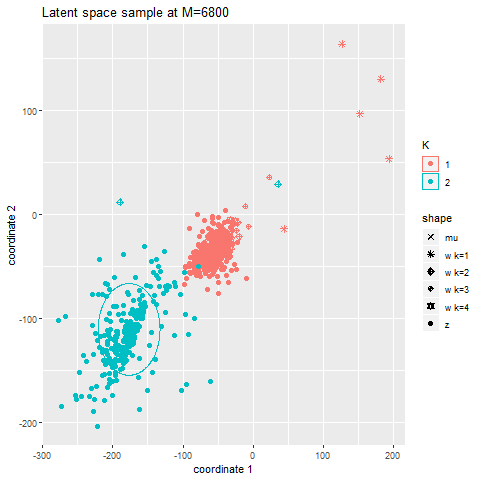 Latent space sample at M=6800
coordinate 2
100
0
-100
-200
-300
-200
-100
0
100
200
coordinate 1
K
1
2
shape
mu
w k=1
w k=2
w k=3
w k=4
z